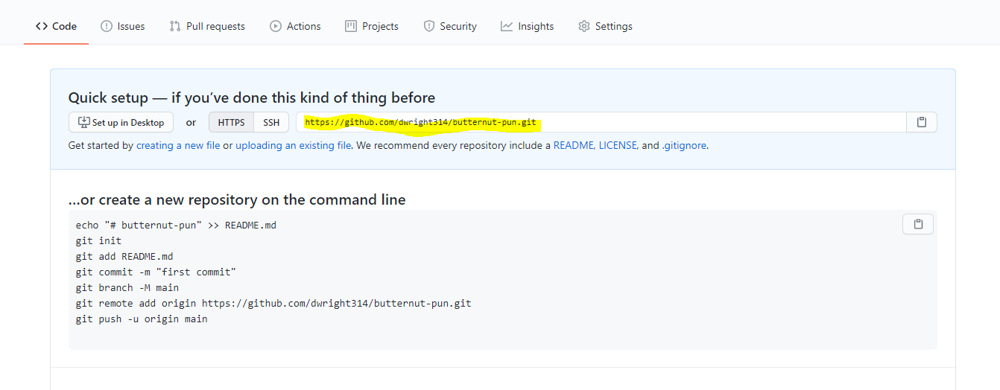 Code Issues Pull requests Actions Projects Security Insights Settings
Quick setup — if you’ve done this kind of thing before
Set up in Desktop or HTTPS SSH https://github.com/dwright314/butternut-pun.git
Get started by creating a new file or uploading an existing file. We recommend every repository include a README, LICENSE, and .gitignore.
…or create a new repository on the command line
echo "# butternut-pun" >> README.md
git init
git add README.md
git commit -m "first commit"
git branch -M main
git remote add origin https://github.com/dwright314/butternut-pun.git
git push -u origin main